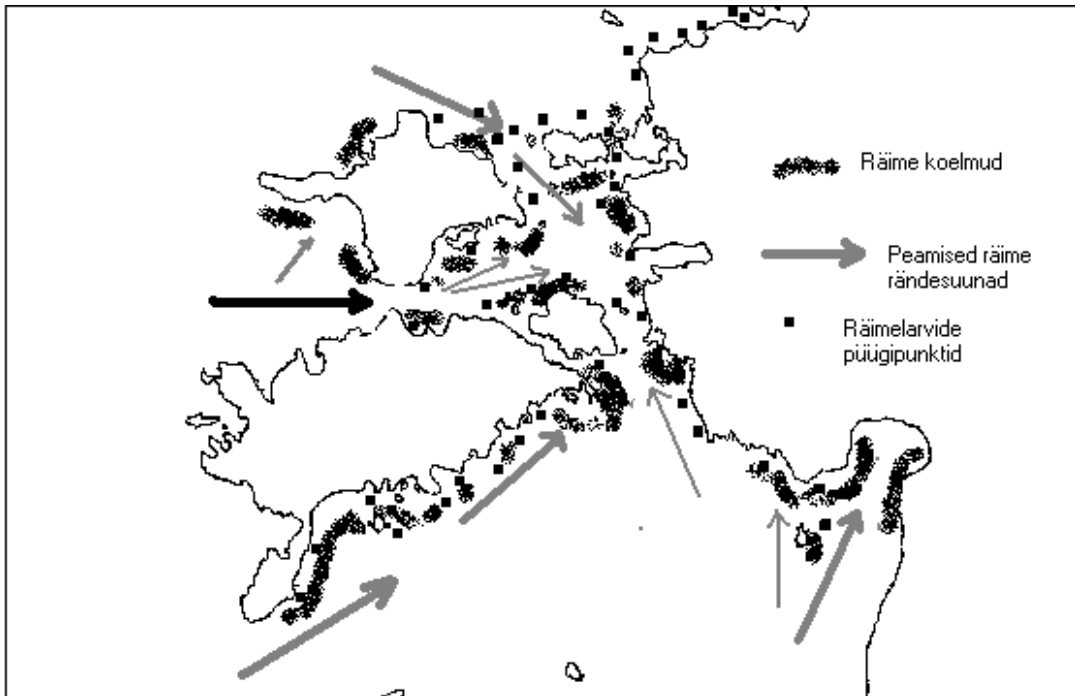 Räime koelmud
Peamised räime
rändesuunad
Räimelarvide
püügipunktid